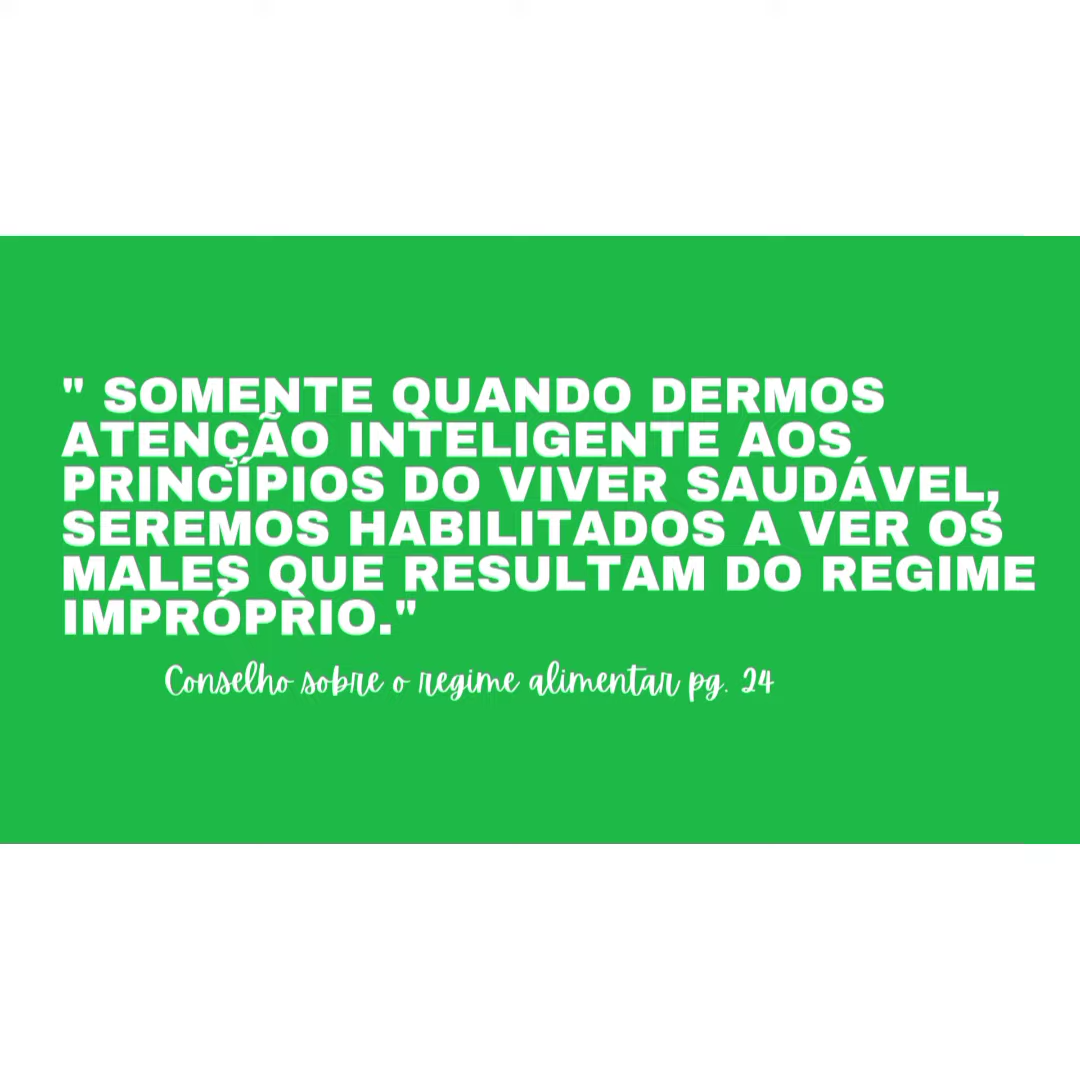 " SOMENTE QUANDO DERMOS
ATENÇÃO INTELIGENTE AOS
PRINCÍPIOS DO VIVER SAUDÁVEL,
SEREMOS HABILITADOS A VER OS
MALES QUE RESULTAM DO REGIME
IMPRÓPRIO."
Conselho sobre o regime alimentar pg. 24